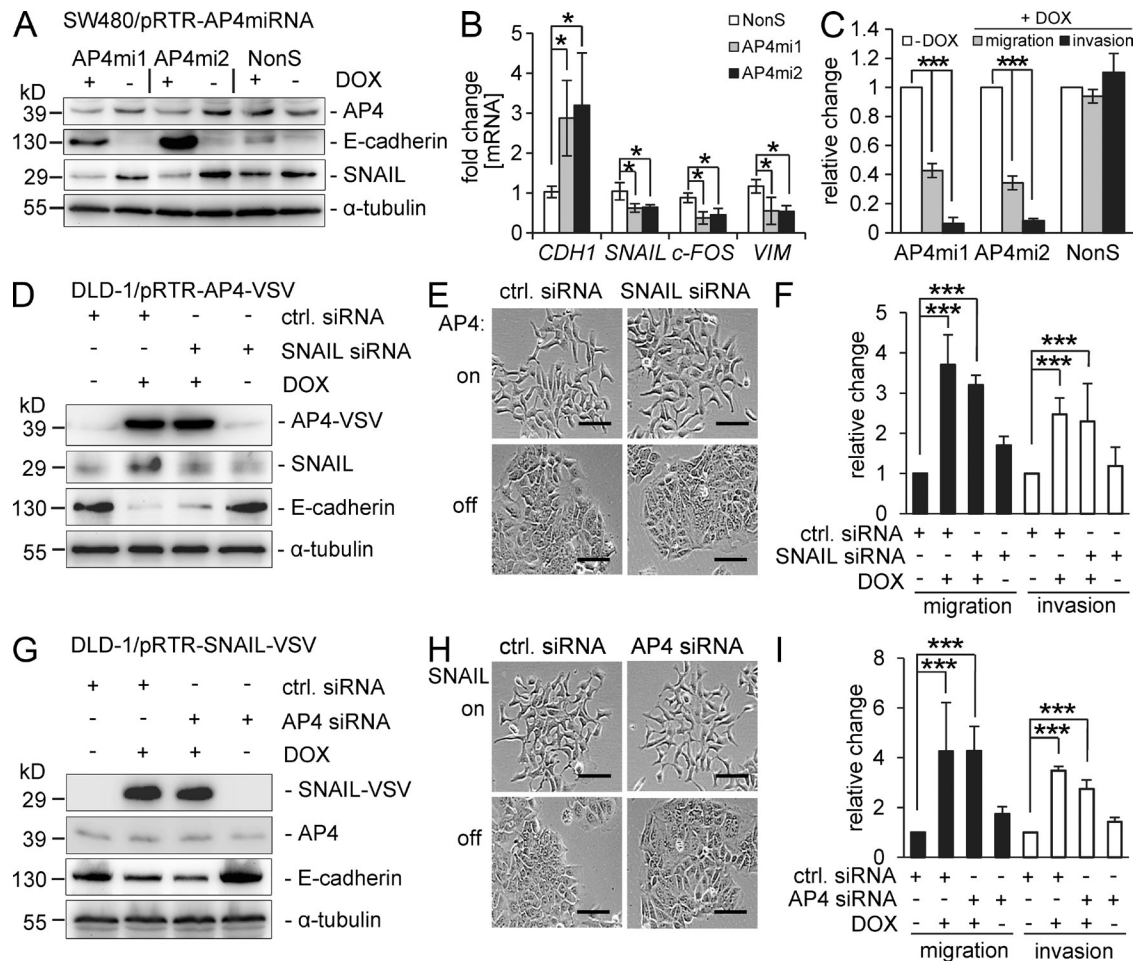 A
SW480/pRTR-AP4miRNA
AP4mi1 AP4mi2 NonS
+ - + - + - DOX
kD
39 - AP4
130 - E-cadherin
29 - SNAIL
55 - α-tubulin
B
NonS
AP4mi1
AP4mi2
fold change
[mRNA]
5
4
3
2
1
0
* *
* *
* *
* *
CDH1 SNAIL c-FOS VIM
C
+ DOX
-DOX migration invasion
relative change
1.2
1
0.8
0.6
0.4
0.2
0
*** ***
AP4mi1 AP4mi2 NonS
D
DLD-1/pRTR-AP4-VSV
+ + - - ctrl. siRNA
- - + + SNAIL siRNA
- + + - DOX
kD
39 - AP4-VSV
29 - SNAIL
130 - E-cadherin
55 - α-tubulin
E
ctrl. siRNA SNAIL siRNA
AP4:
on
off
F
relative change
5
4
3
2
1
0
***
***
***
***
ctrl. siRNA + + - - + + - -
SNAIL siRNA - - + + - - + +
DOX - + + - - + + -
migration invasion
G
DLD-1/pRTR-SNAIL-VSV
+ + - - ctrl. siRNA
- - + + AP4 siRNA
- + + - DOX
kD
29 - SNAIL-VSV
39 - AP4
130 - E-cadherin
55 - α-tubulin
H
ctrl. siRNA AP4 siRNA
SNAIL
on
off
I
relative change
8
6
4
2
0
***
***
***
***
ctrl. siRNA + + - - + + - -
AP4 siRNA - - + + - - + +
DOX - + + - - + + -
migration invasion